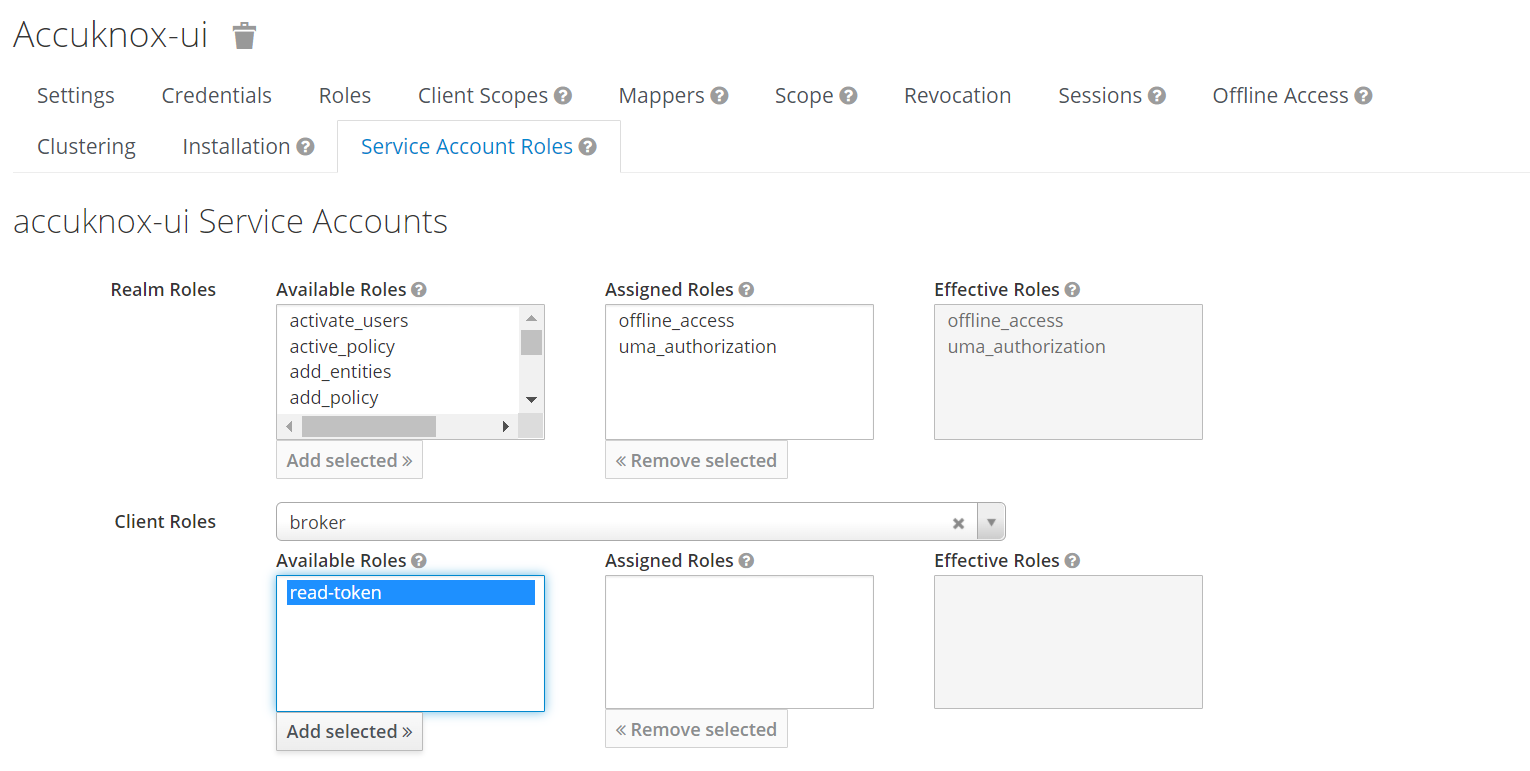 Accuknox-ui
Settings Credentials Roles Client Scopes Mappers Scope Revocation Sessions Offline Access
Clustering Installation Service Account Roles
accuknox-ui Service Accounts
Realm Roles Available Roles Assigned Roles Effective Roles
activate_users offline_access offline_access
active_policy uma_authorization uma_authorization
add_entities
add_policy
Add selected » « Remove selected
Client Roles broker
Available Roles Assigned Roles Effective Roles
read-token
Add selected » « Remove selected